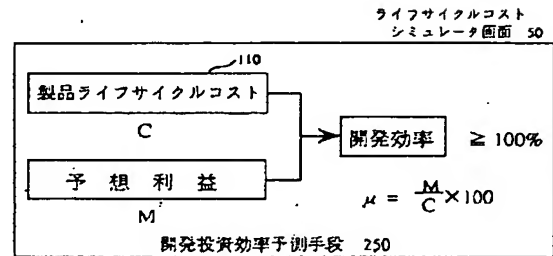 ライフサイクルコスト
シミュレータ画面 50
110
製品ライフサイクルコスト
C
開発効率 ≧ 100%
予想利益
M
μ = M/C ×100
開発投資効率予測手段 250